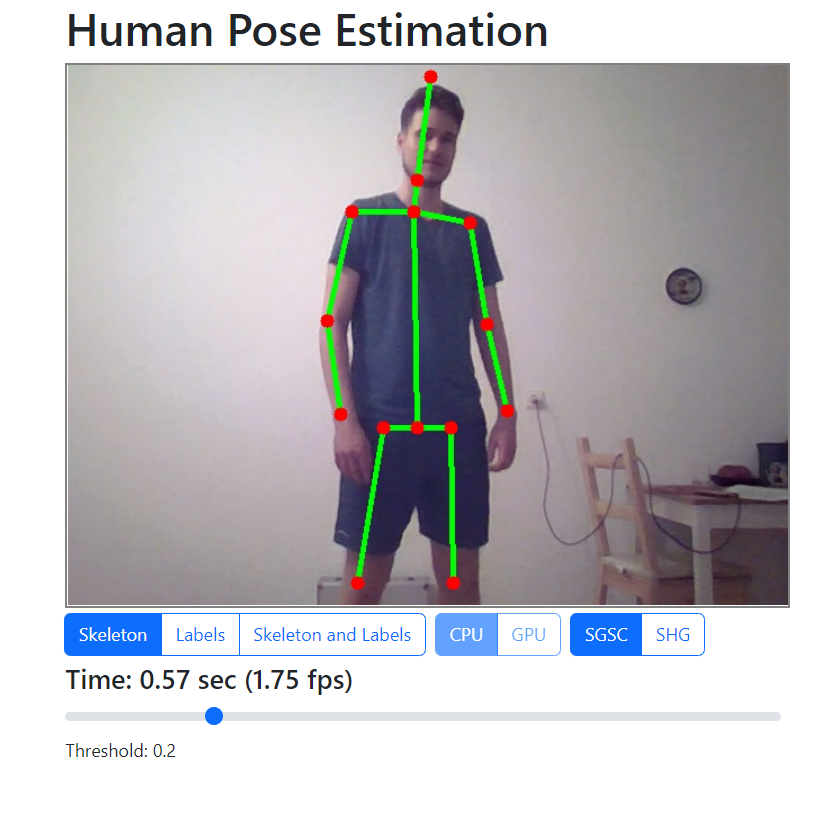 Human Pose Estimation
Skeleton Labels Skeleton and Labels CPU GPU SGSC SHG
Time: 0.57 sec (1.75 fps)
Threshold: 0.2